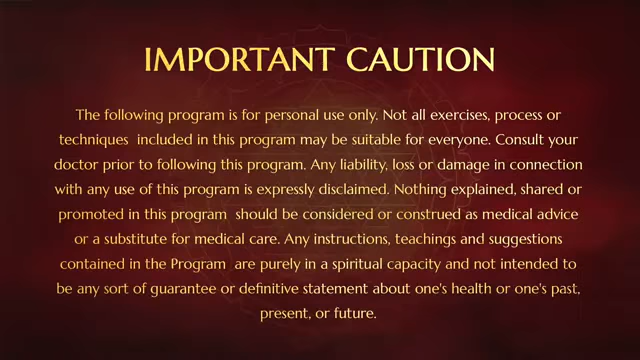 IMPORTANT CAUTION
The following program is for personal use only. Not all exercises, process or
techniques included in this program may be suitable for everyone. Consult your
doctor prior to following this program. Any liability, loss or damage in connection
with any use of this program is expressly disclaimed. Nothing explained, shared or
promoted in this program should be considered or construed as medical advice
or a substitute for medical care. Any instructions, teachings and suggestions
contained in the Program are purely in a spiritual capacity and not intended to
be any sort of guarantee or definitive statement about one's health or one's past,
present, or future.